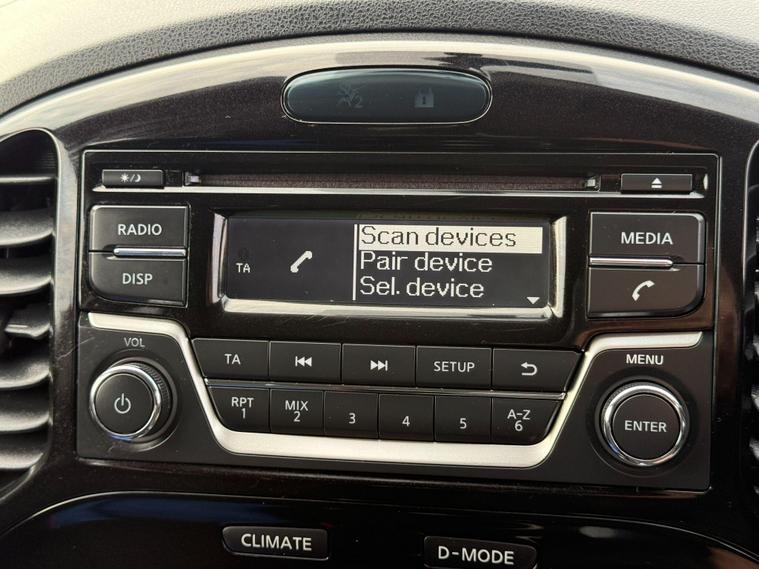 RADIO
DISP
TA
Scan devices
Pair device
Sel. device
MEDIA
VOL
TA
SETUP
MENU
RPT
1
MIX
2
3
4
5
A-Z
6
ENTER
CLIMATE
D-MODE